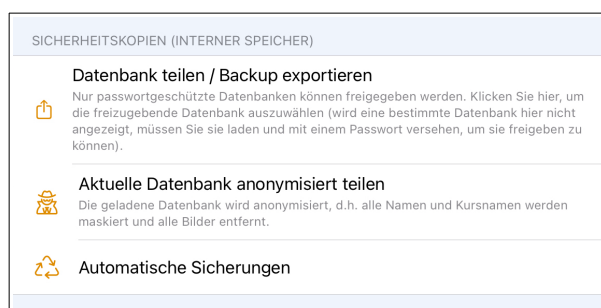 SICHERHEITSKOPIEN (INTERNER SPEICHER)
Datenbank teilen / Backup exportieren
Nur passwortgeschützte Datenbanken können freigegeben werden. Klicken Sie hier, um
die freizugebende Datenbank auszuwählen (wird eine bestimmte Datenbank hier nicht
angezeigt, müssen Sie sie laden und mit einem Passwort versehen, um sie freigeben zu
können).
Aktuelle Datenbank anonymisiert teilen
Die geladene Datenbank wird anonymisiert, d.h. alle Namen und Kursnamen werden
maskiert und alle Bilder entfernt.
Automatische Sicherungen